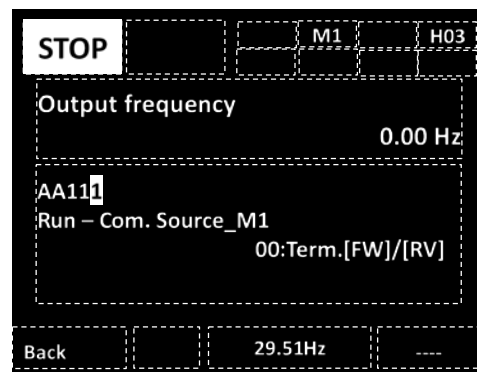 STOP
M1
H03
Output frequency
0.00 Hz
AA111
Run – Com. Source_M1
00:Term.[FW]/[RV]
Back
29.51Hz
----